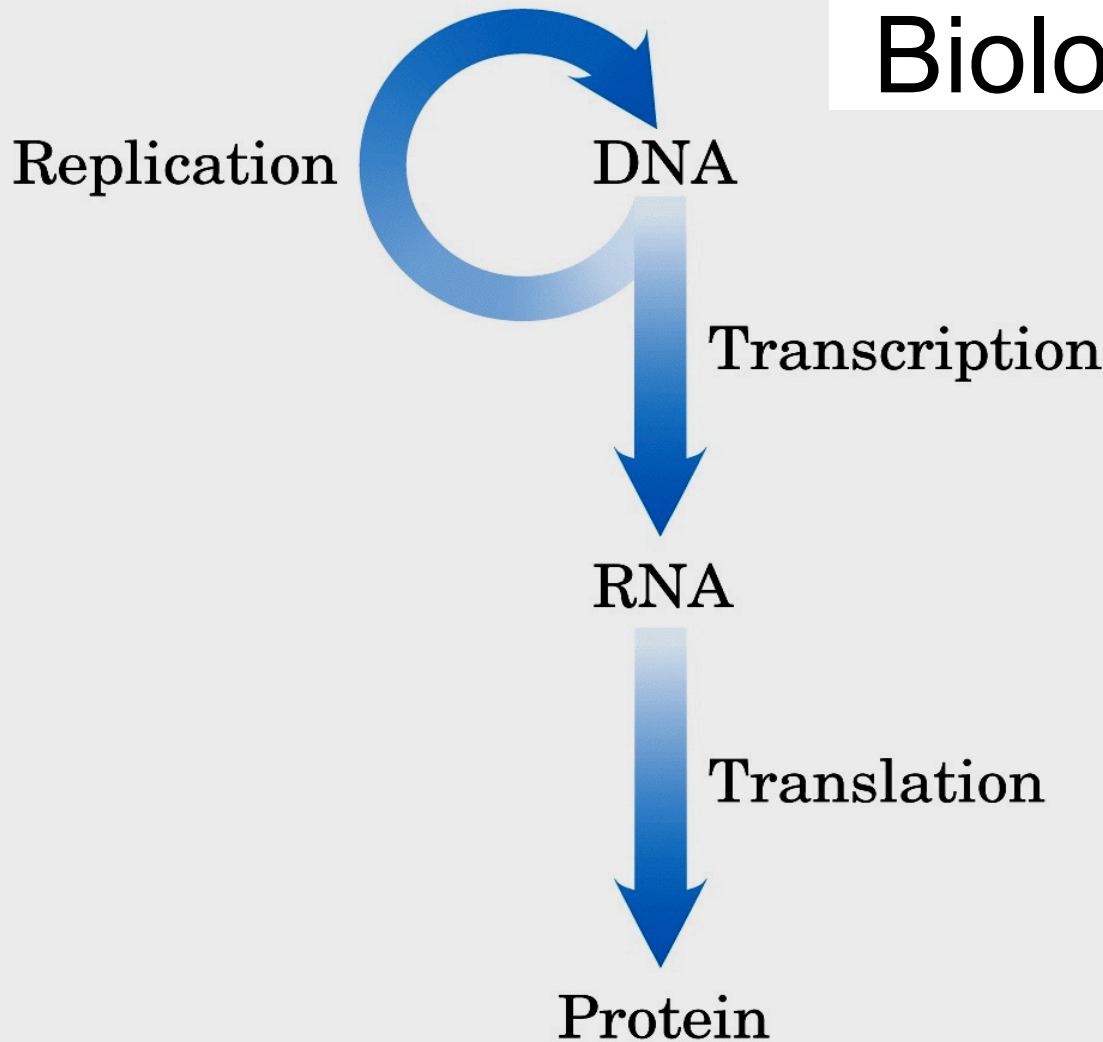 Biolo
Replication
DNA
Transcription
RNA
Translation
Protein